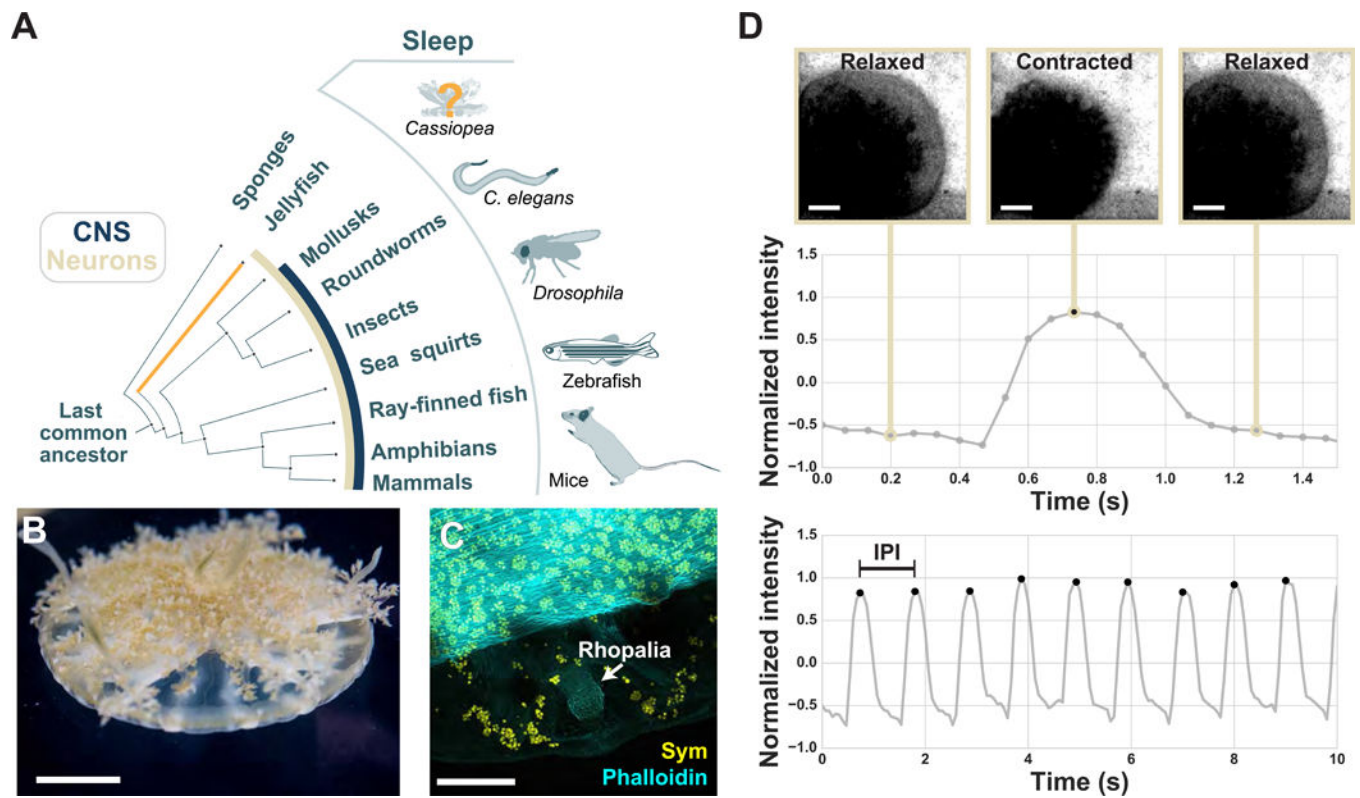 A
Sleep
?
Cassiopea
Sponges
Jellyfish
C. elegans
CNS
Neurons
Mollusks
Roundworms
Drosophila
Insects
Sea squirts
Zebrafish
Last
common
ancestor
Ray-finned fish
Amphibians
Mammals
Mice
B
C
Rhopalia
Sym
Phalloidin
D
Relaxed
Contracted
Relaxed
Normalized intensity
1.5
1.0
0.5
0.0
−0.5
−1.0
0.0 0.2 0.4 0.6 0.8 1.0 1.2 1.4
Time (s)
Normalized intensity
1.5
1.0
0.5
0.0
−0.5
−1.0
IPI
0 2 4 6 8 10
Time (s)